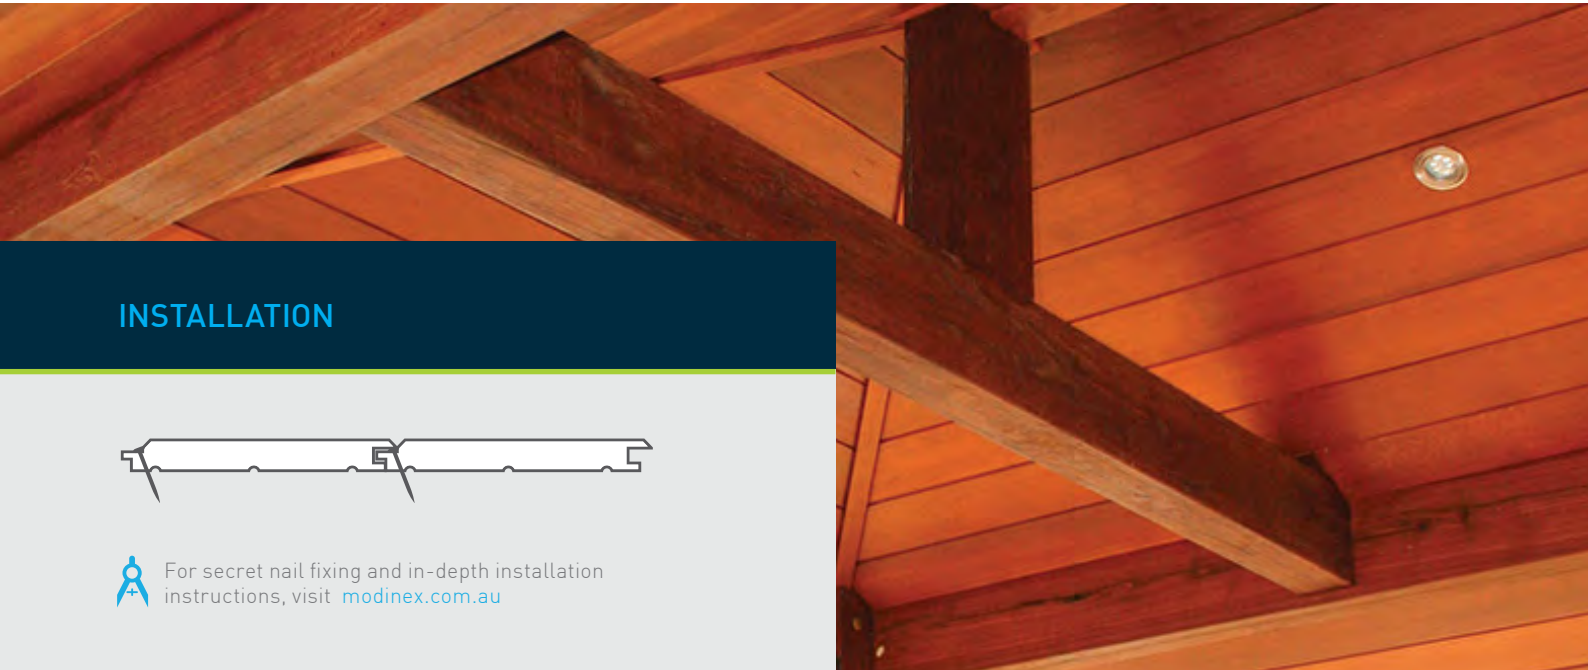 INSTALLATION
For secret nail fixing and in-depth installation
instructions, visit modinex.com.au